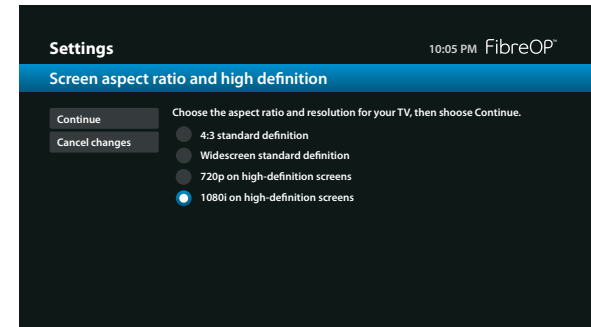 Settings
10:05 PM FibreOP™
Screen aspect ratio and high definition
Continue
Cancel changes
Choose the aspect ratio and resolution for your TV, then shoose Continue.
4:3 standard definition
Widescreen standard definition
720p on high-definition screens
1080i on high-definition screens